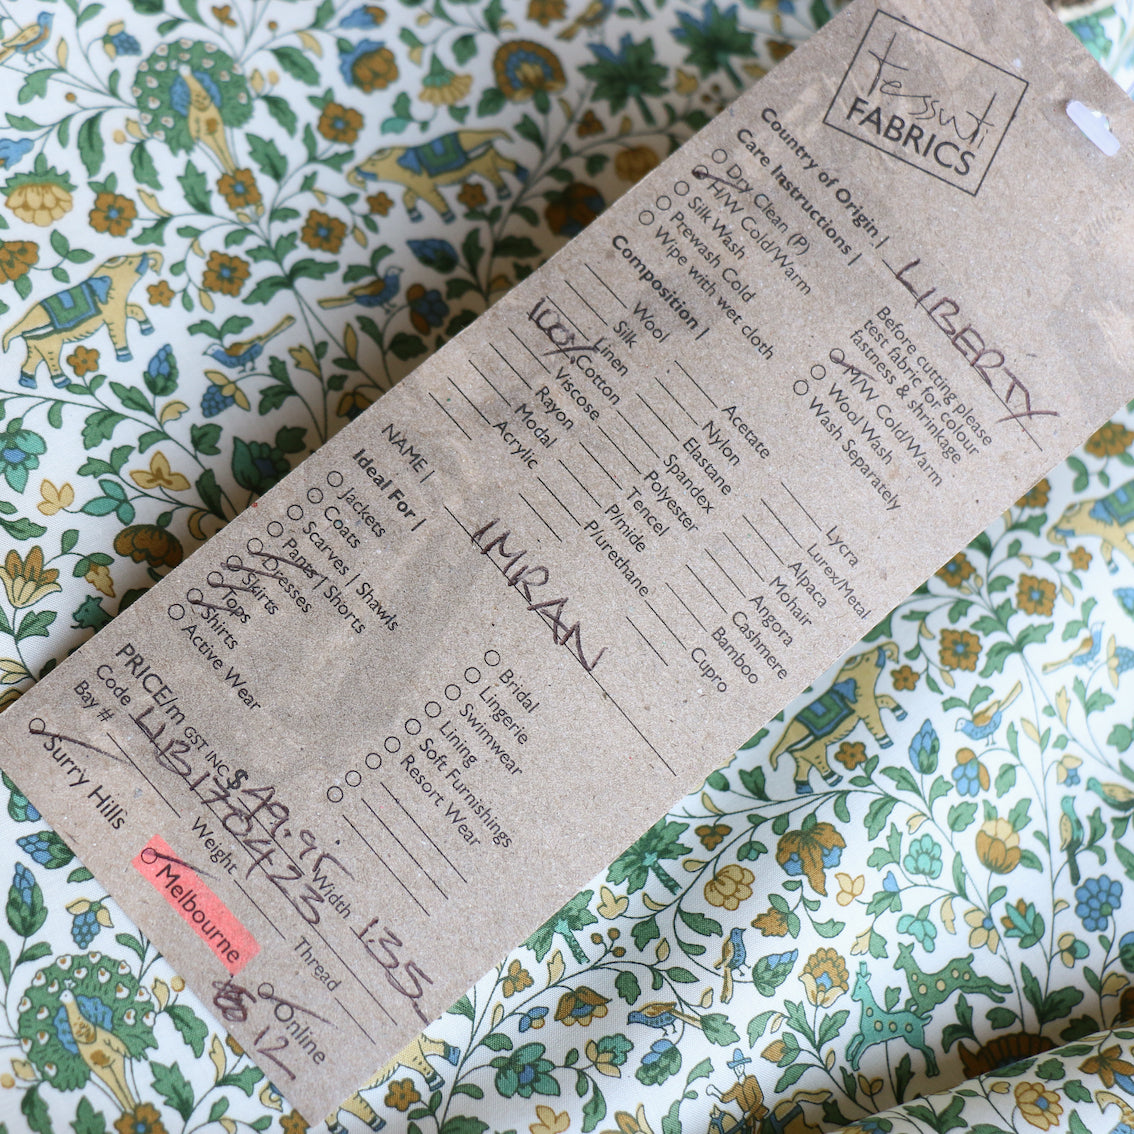 tessuti
FABRICS
Country of Origin | LIBERTY
Care Instructions |
Dry Clean (P)
H/W Cold/Warm
Silk Wash
Prewash Cold
Wipe with wet cloth
Before cutting please
test fabric for colour
fastness & shrinkage
M/W Cold/Warm
Wool Wash
Wash Separately
Composition |
Wool
Silk
Linen
100% Cotton
Viscose
Rayon
Modal
Acrylic
Acetate
Nylon
Elastane
Spandex
Polyester
Tencel
P/mide
P/urethane
Lycra
Lurex/Metal
Alpaca
Mohair
Angora
Cashmere
Bamboo
Cupro
NAME | IMRAN
Ideal For |
Jackets
Coats
Scarves | Shawls
Pants | Shorts
Dresses
Skirts
Tops
Shirts
Active Wear
Bridal
Lingerie
Swimwear
Lining
Soft Furnishings
Resort Wear
PRICE/m GST INC $ 49.95 Width 135
Code LIB1790423
Bay # Weight Thread
Surry Hills Melbourne Online
12